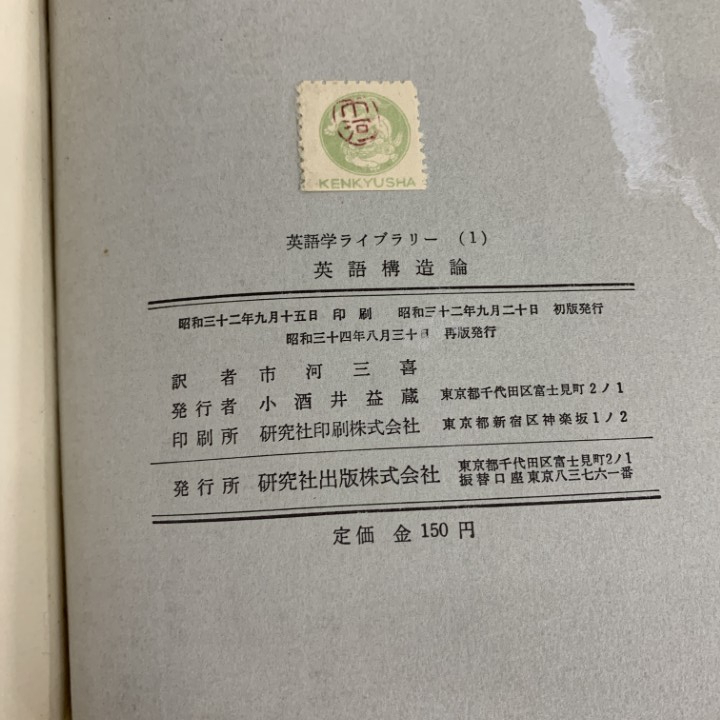 KENKYUSHA
英語学ライブラリー (1)
英語構造論
昭和三十二年九月十五日 印刷 昭和三十二年九月二十日 初版発行
昭和三十四年八月三十日 再版発行
訳者 市河三喜
発行者 小酒井益蔵 東京都千代田区富士見町2ノ1
印刷所 研究社印刷株式会社 東京都新宿区神楽坂1ノ2
発行所 研究社出版株式会社 東京都千代田区富士見町2ノ1
振替口座東京八三七六一番
定価 金150円